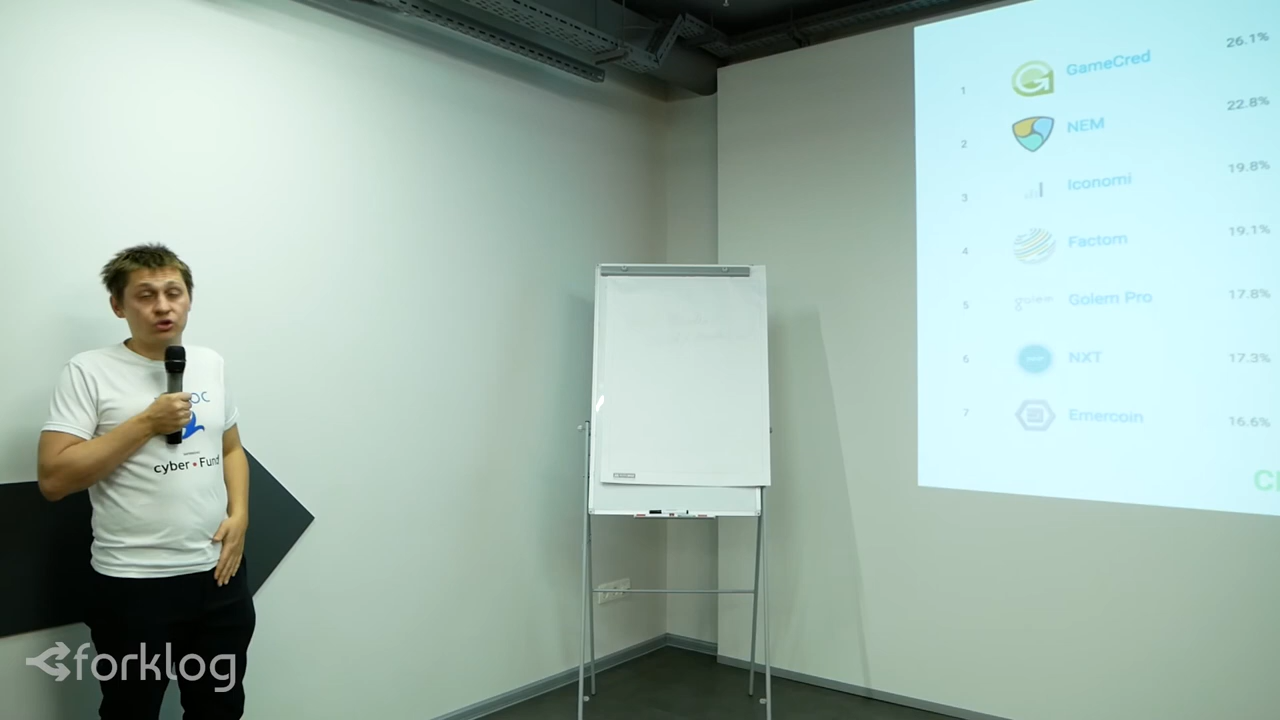 26.1%
1 GameCred
22.8%
2 NEM
19.8%
3 Iconomi
19.1%
4 Factom
17.8%
5 golem Golem Pro
17.3%
6 NXT
16.6%
7 Emercoin
cyber • Fund
forklog